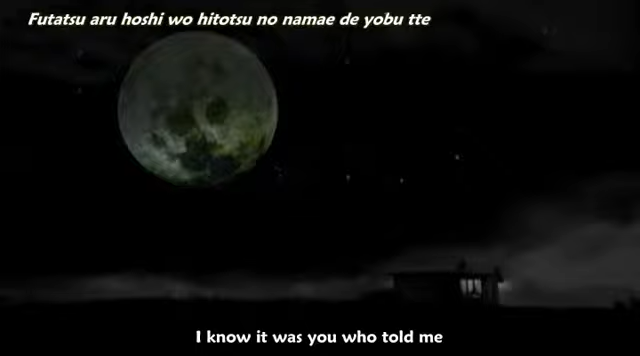 Futatsu aru hoshi wo hitotsu no namae de yobu tte
I know it was you who told me